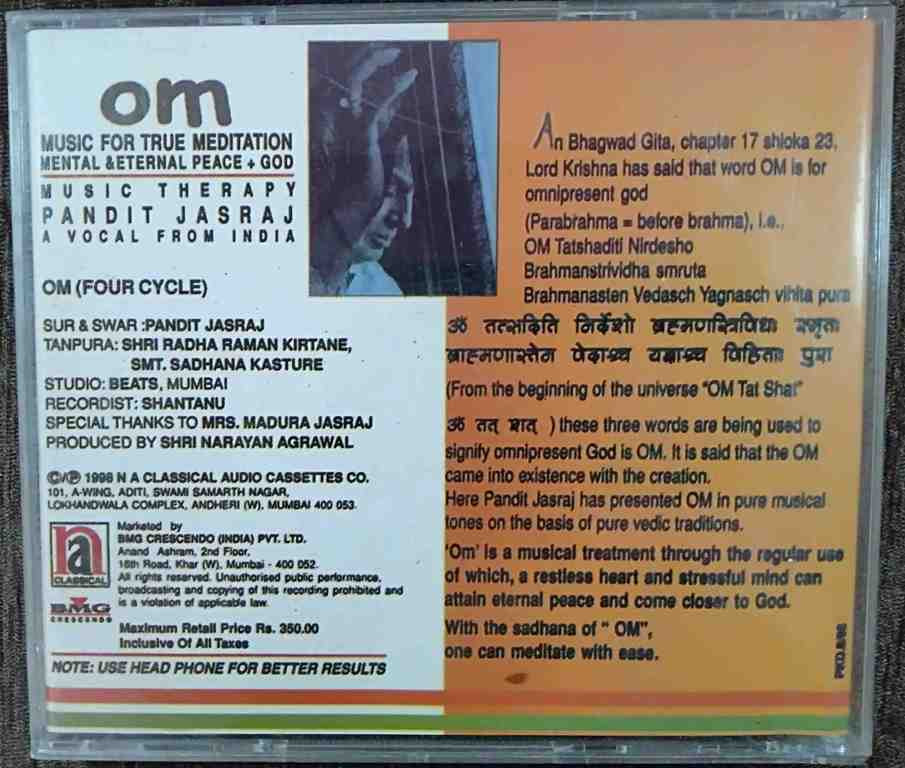 om
MUSIC FOR TRUE MEDITATION
MENTAL & ETERNAL PEACE + GOD
MUSIC THERAPY
PANDIT JASRAJ
A VOCAL FROM INDIA
OM (FOUR CYCLE)
SUR & SWAR :PANDIT JASRAJ
TANPURA: SHRI RADHA RAMAN KIRTANE,
SMT. SADHANA KASTURE
STUDIO: BEATS, MUMBAI
RECORDIST: SHANTANU
SPECIAL THANKS TO MRS. MADURA JASRAJ
PRODUCED BY SHRI NARAYAN AGRAWAL
©/℗ 1998 N A CLASSICAL AUDIO CASSETTES CO.
101, A-WING, ADITI, SWAMI SAMARTH NAGAR,
LOKHANDWALA COMPLEX, ANDHERI (W), MUMBAI 400 053.
na
CLASSICAL
BMG
CRESCENDO
Marketed by
BMG CRESCENDO (INDIA) PVT. LTD.
Anand Ashram, 2nd Floor,
16th Road, Khar (W), Mumbai - 400 052.
All rights reserved. Unauthorised public performance,
broadcasting and copying of this recording prohibited and
is a violation of applicable law.
Maximum Retail Price Rs. 350.00
Inclusive Of All Taxes
NOTE: USE HEAD PHONE FOR BETTER RESULTS
An Bhagwad Gita, chapter 17 shloka 23,
Lord Krishna has said that word OM is for
omnipresent god
(Parabrahma = before brahma), i.e.,
OM Tatshaditi Nirdesho
Brahmanstrividha smruta
Brahmanasten Vedasch Yagnasch vihita pura
ॐ तत्सदिति निर्देशो ब्रह्मणस्त्रिविधः स्मृतः
ब्राह्मणास्तेन वेदाश्च यज्ञाश्च विहिताः पुरा
(From the beginning of the universe "OM Tat Shat"
ॐ तत् शत् ) these three words are being used to
signify omnipresent God is OM. It is said that the OM
came into existence with the creation.
Here Pandit Jasraj has presented OM in pure musical
tones on the basis of pure vedic traditions.
'Om' is a musical treatment through the regular use
of which, a restless heart and stressful mind can
attain eternal peace and come closer to God.
With the sadhana of " OM",
one can meditate with ease.